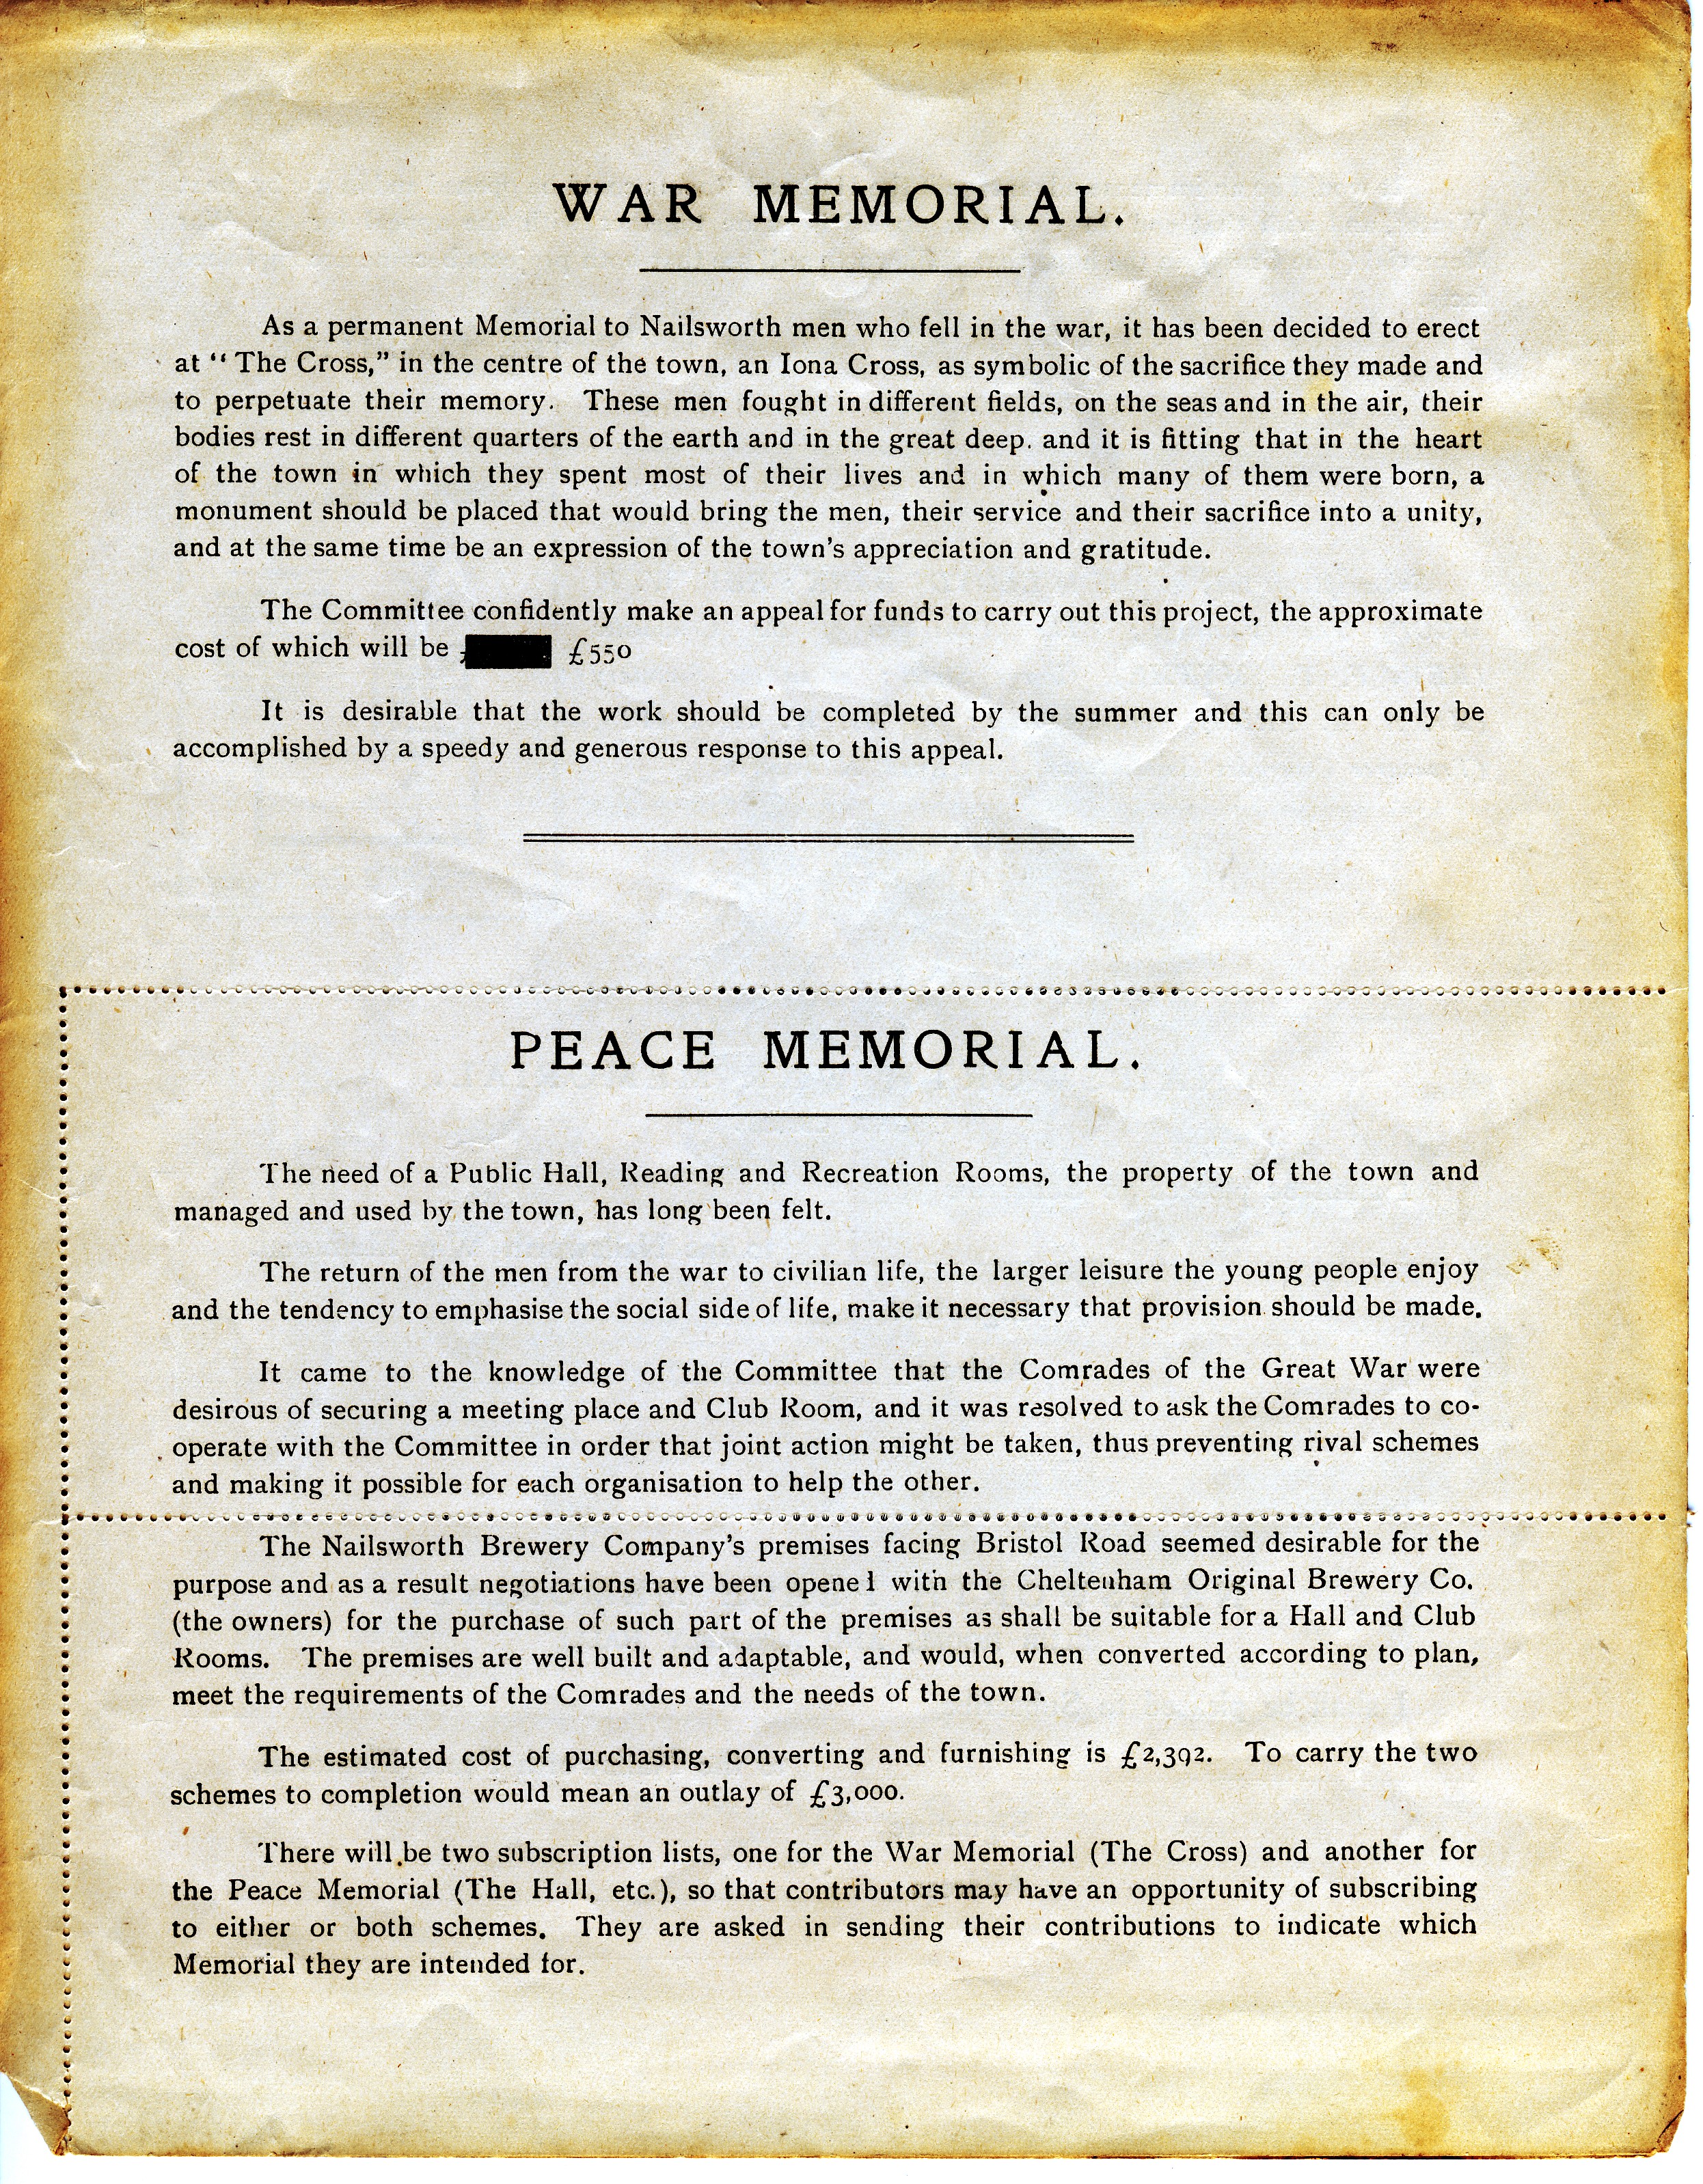 WAR MEMORIAL.
As a permanent Memorial to Nailsworth men who fell in the war, it has been decided to erect
at “ The Cross,” in the centre of the town, an Iona Cross, as symbolic of the sacrifice they made and
to perpetuate their memory. These men fought in different fields, on the seas and in the air, their
bodies rest in different quarters of the earth and in the great deep. and it is fitting that in the heart
of the town in which they spent most of their lives and in which many of them were born, a
monument should be placed that would bring the men, their service and their sacrifice into a unity,
and at the same time be an expression of the town’s appreciation and gratitude.
The Committee confidently make an appeal for funds to carry out this project, the approximate
cost of which will be £550
It is desirable that the work should be completed by the summer and this can only be
accomplished by a speedy and generous response to this appeal.
PEACE MEMORIAL.
The need of a Public Hall, Reading and Recreation Rooms, the property of the town and
managed and used by the town, has long been felt.
The return of the men from the war to civilian life, the larger leisure the young people enjoy
and the tendency to emphasise the social side of life, make it necessary that provision should be made.
It came to the knowledge of the Committee that the Comrades of the Great War were
desirous of securing a meeting place and Club Room, and it was resolved to ask the Comrades to co-
operate with the Committee in order that joint action might be taken, thus preventing rival schemes
and making it possible for each organisation to help the other.
The Nailsworth Brewery Company’s premises facing Bristol Road seemed desirable for the
purpose and as a result negotiations have been opened with the Cheltenham Original Brewery Co.
(the owners) for the purchase of such part of the premises as shall be suitable for a Hall and Club
Rooms. The premises are well built and adaptable, and would, when converted according to plan,
meet the requirements of the Comrades and the needs of the town.
The estimated cost of purchasing, converting and furnishing is £2,392. To carry the two
schemes to completion would mean an outlay of £3,000.
There will be two subscription lists, one for the War Memorial (The Cross) and another for
the Peace Memorial (The Hall, etc.), so that contributors may have an opportunity of subscribing
to either or both schemes. They are asked in sending their contributions to indicate which
Memorial they are intended for.